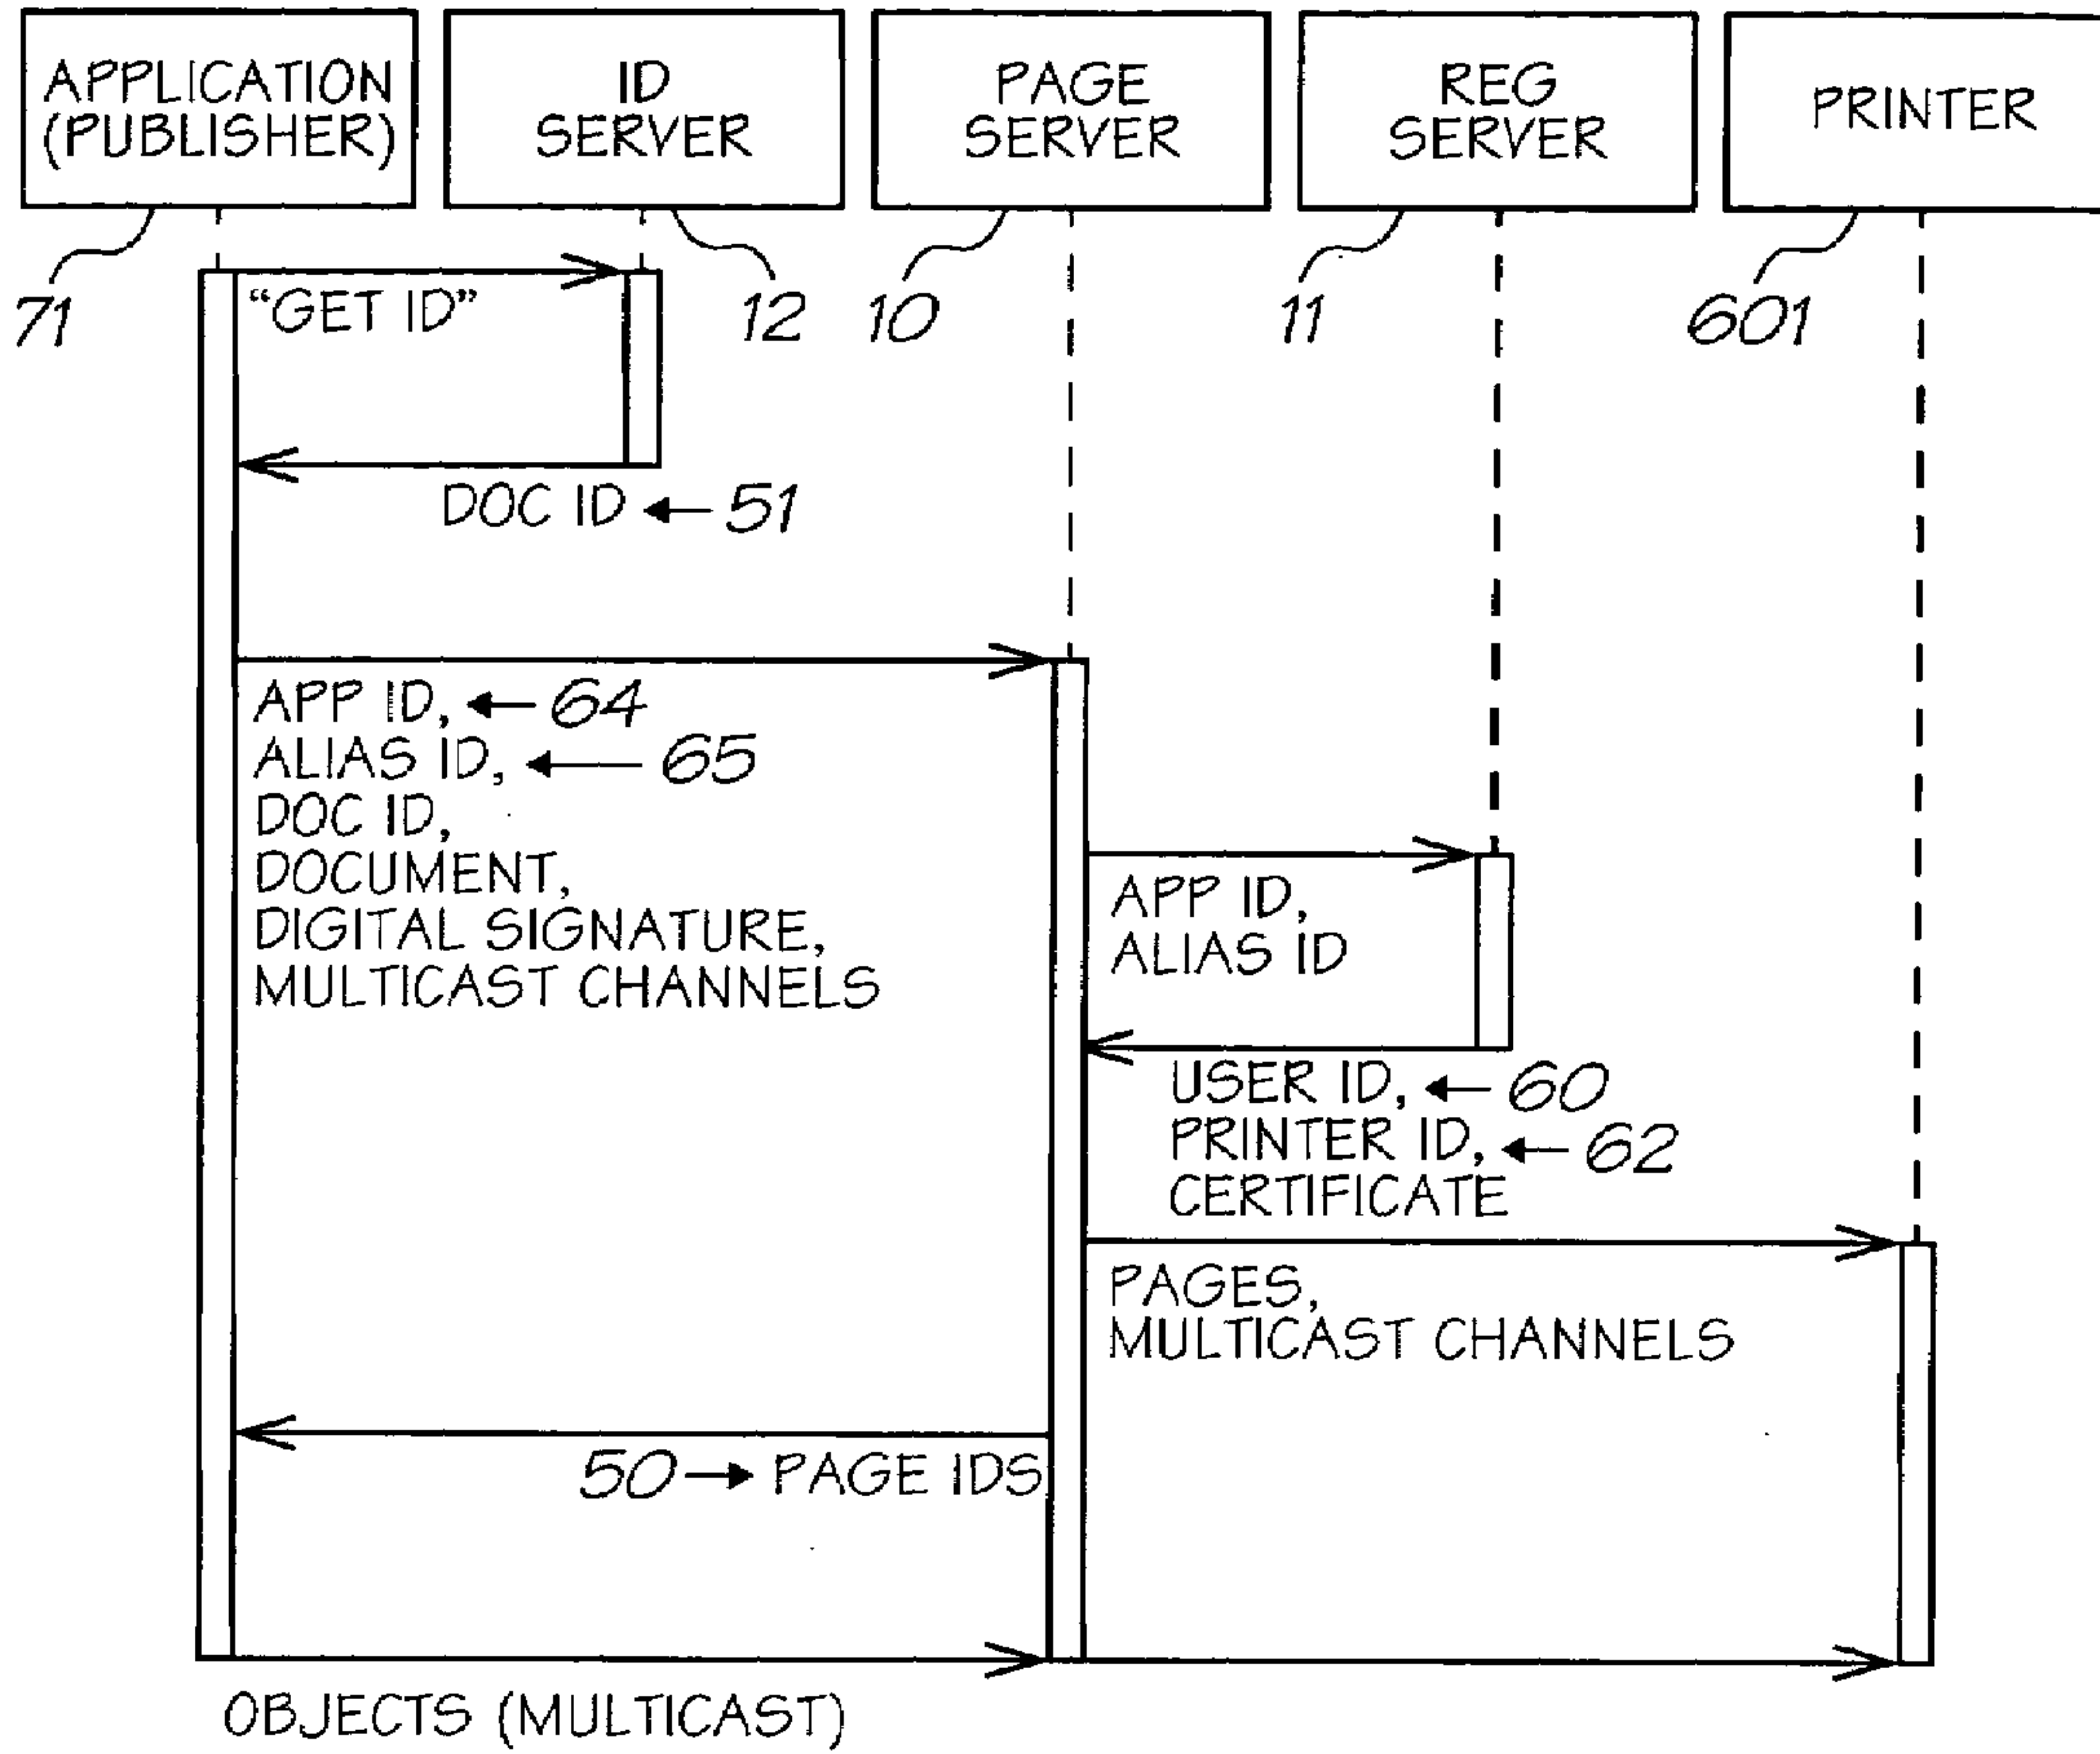 APPLICATION
(PUBLISHER)
ID
SERVER
PAGE
SERVER
REG
SERVER
PRINTER
71
12
10
11
601
“GET ID”
DOC ID 51
APP ID, 64
ALIAS ID, 65
DOC ID,
DOCUMENT,
DIGITAL SIGNATURE,
MULTICAST CHANNELS
APP ID,
ALIAS ID
USER ID, 60
PRINTER ID, 62
CERTIFICATE
PAGES,
MULTICAST CHANNELS
50 PAGE IDS
OBJECTS (MULTICAST)